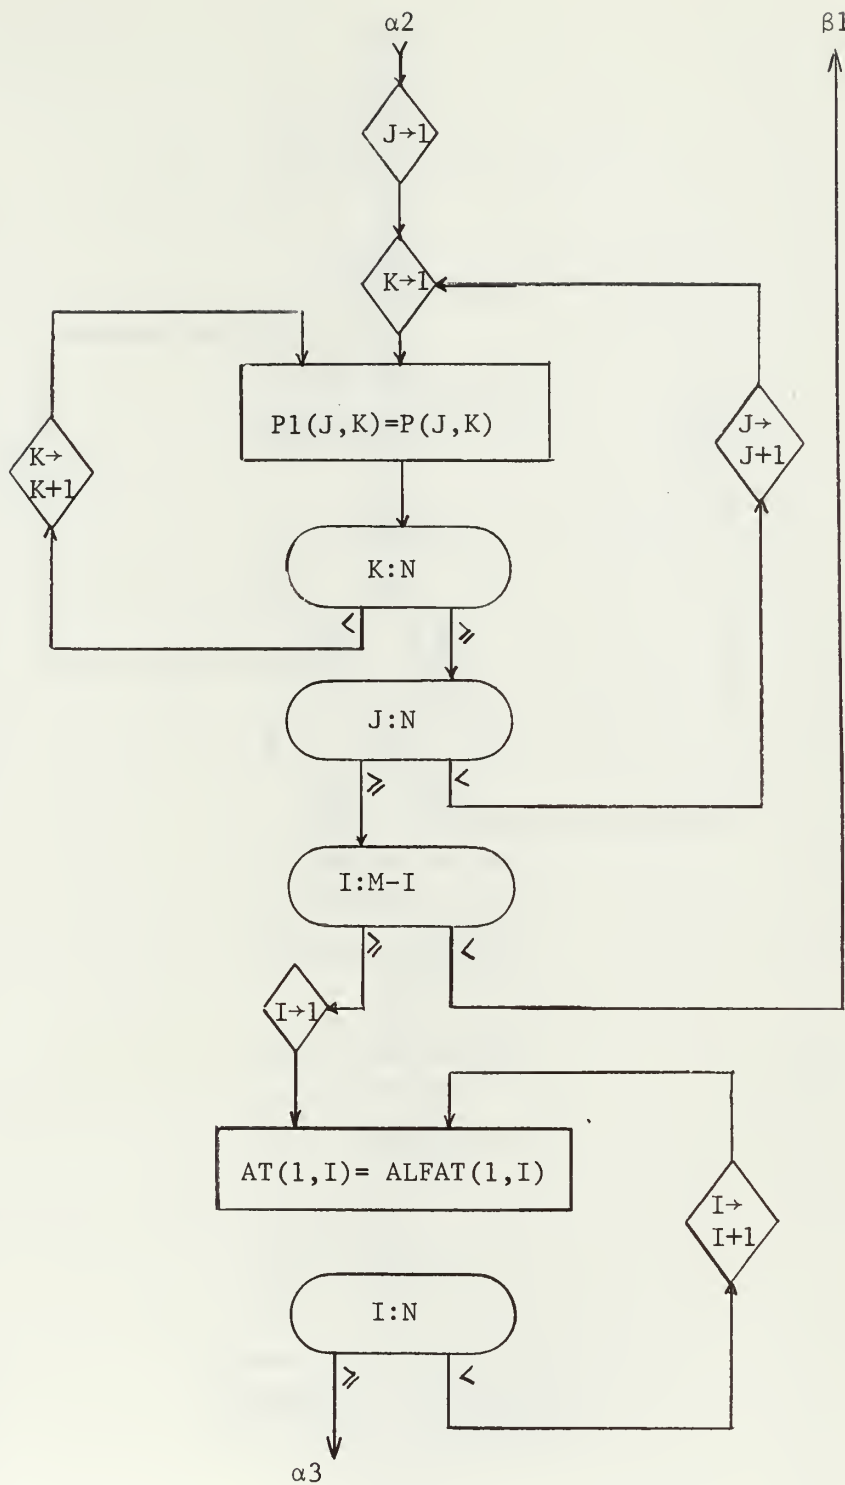 α2
β1
J→1
K→1
P1(J,K)=P(J,K)
K→
K+1
J→
J+1
K:N
<
⩾
J:N
⩾
<
I:M-I
⩾
<
I→1
AT(1,I)= ALFAT(1,I)
I→
I+1
I:N
⩾
<
α3